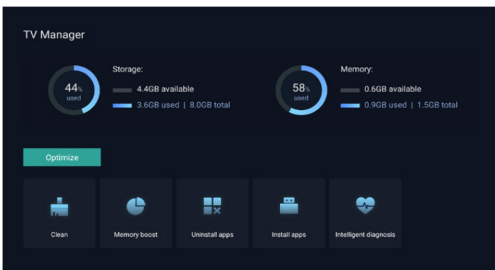 TV Manager
Storage:
44% used
4.4GB available
3.6GB used | 8.0GB total
Memory:
58% used
0.6GB available
0.9GB used | 1.5GB total
Optimize
Clean
Memory boost
Uninstall apps
Install apps
Intelligent diagnosis